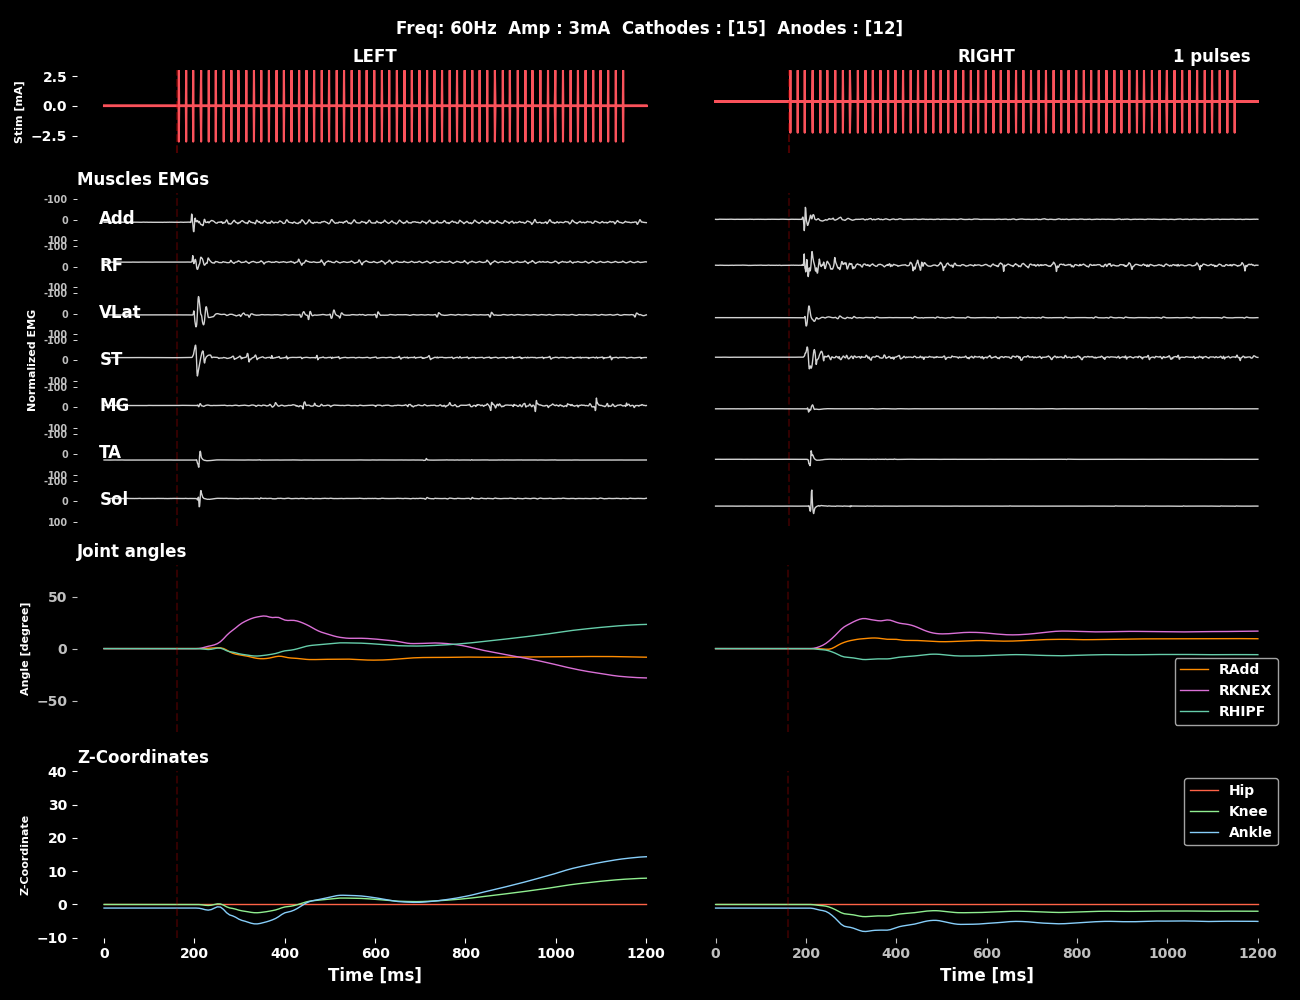 Freq: 60Hz  Amp : 3mA  Cathodes : [15]  Anodes : [12]
LEFT
RIGHT
1 pulses
Stim [mA]
2.5
0.0
−2.5
Muscles EMGs
Normalized EMG
-100
Add
0
100
-100
RF
0
100
-100
VLat
0
100
-100
ST
0
100
-100
MG
0
100
-100
TA
0
100
-100
Sol
0
100
Joint angles
Angle [degree]
50
0
−50
RAdd
RKNEX
RHIPF
Z-Coordinates
Z-Coordinate
40
30
20
10
0
−10
Hip
Knee
Ankle
0 200 400 600 800 1000 1200
0 200 400 600 800 1000 1200
Time [ms]
Time [ms]